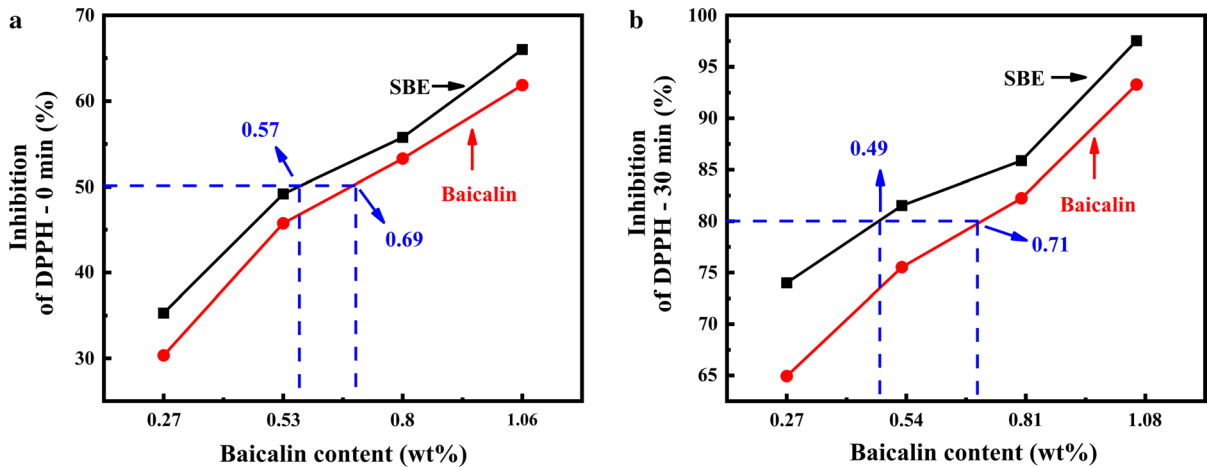 a
70
60
50
40
30
Inhibition
of DPPH - 0 min (%)
SBE
0.57
Baicalin
0.69
0.27
0.53
0.8
1.06
Baicalin content (wt%)
b
100
95
90
85
80
75
70
65
Inhibition
of DPPH - 30 min (%)
SBE
0.49
Baicalin
0.71
0.27
0.54
0.81
1.08
Baicalin content (wt%)